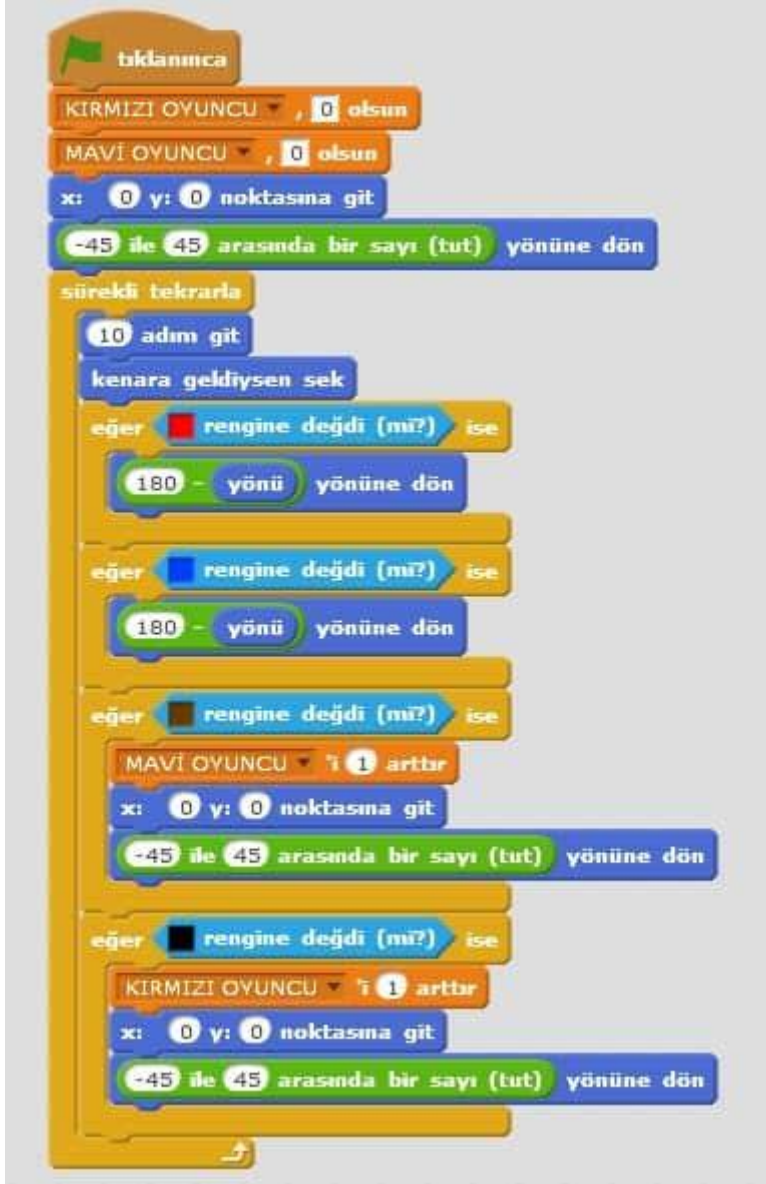 tıklanınca
KIRMIZI OYUNCU , 0 olsun
MAVİ OYUNCU , 0 olsun
x: 0 y: 0 noktasına git
-45 ile 45 arasında bir sayı (tut) yönüne dön
sürekli tekrarla
10 adım git
kenara geldiysen sek
eğer rengine değdi (mi?) ise
180 - yönü yönüne dön
eğer rengine değdi (mi?) ise
180 - yönü yönüne dön
eğer rengine değdi (mi?) ise
MAVİ OYUNCU 'i 1 arttır
x: 0 y: 0 noktasına git
-45 ile 45 arasında bir sayı (tut) yönüne dön
eğer rengine değdi (mi?) ise
KIRMIZI OYUNCU 'i 1 arttır
x: 0 y: 0 noktasına git
-45 ile 45 arasında bir sayı (tut) yönüne dön